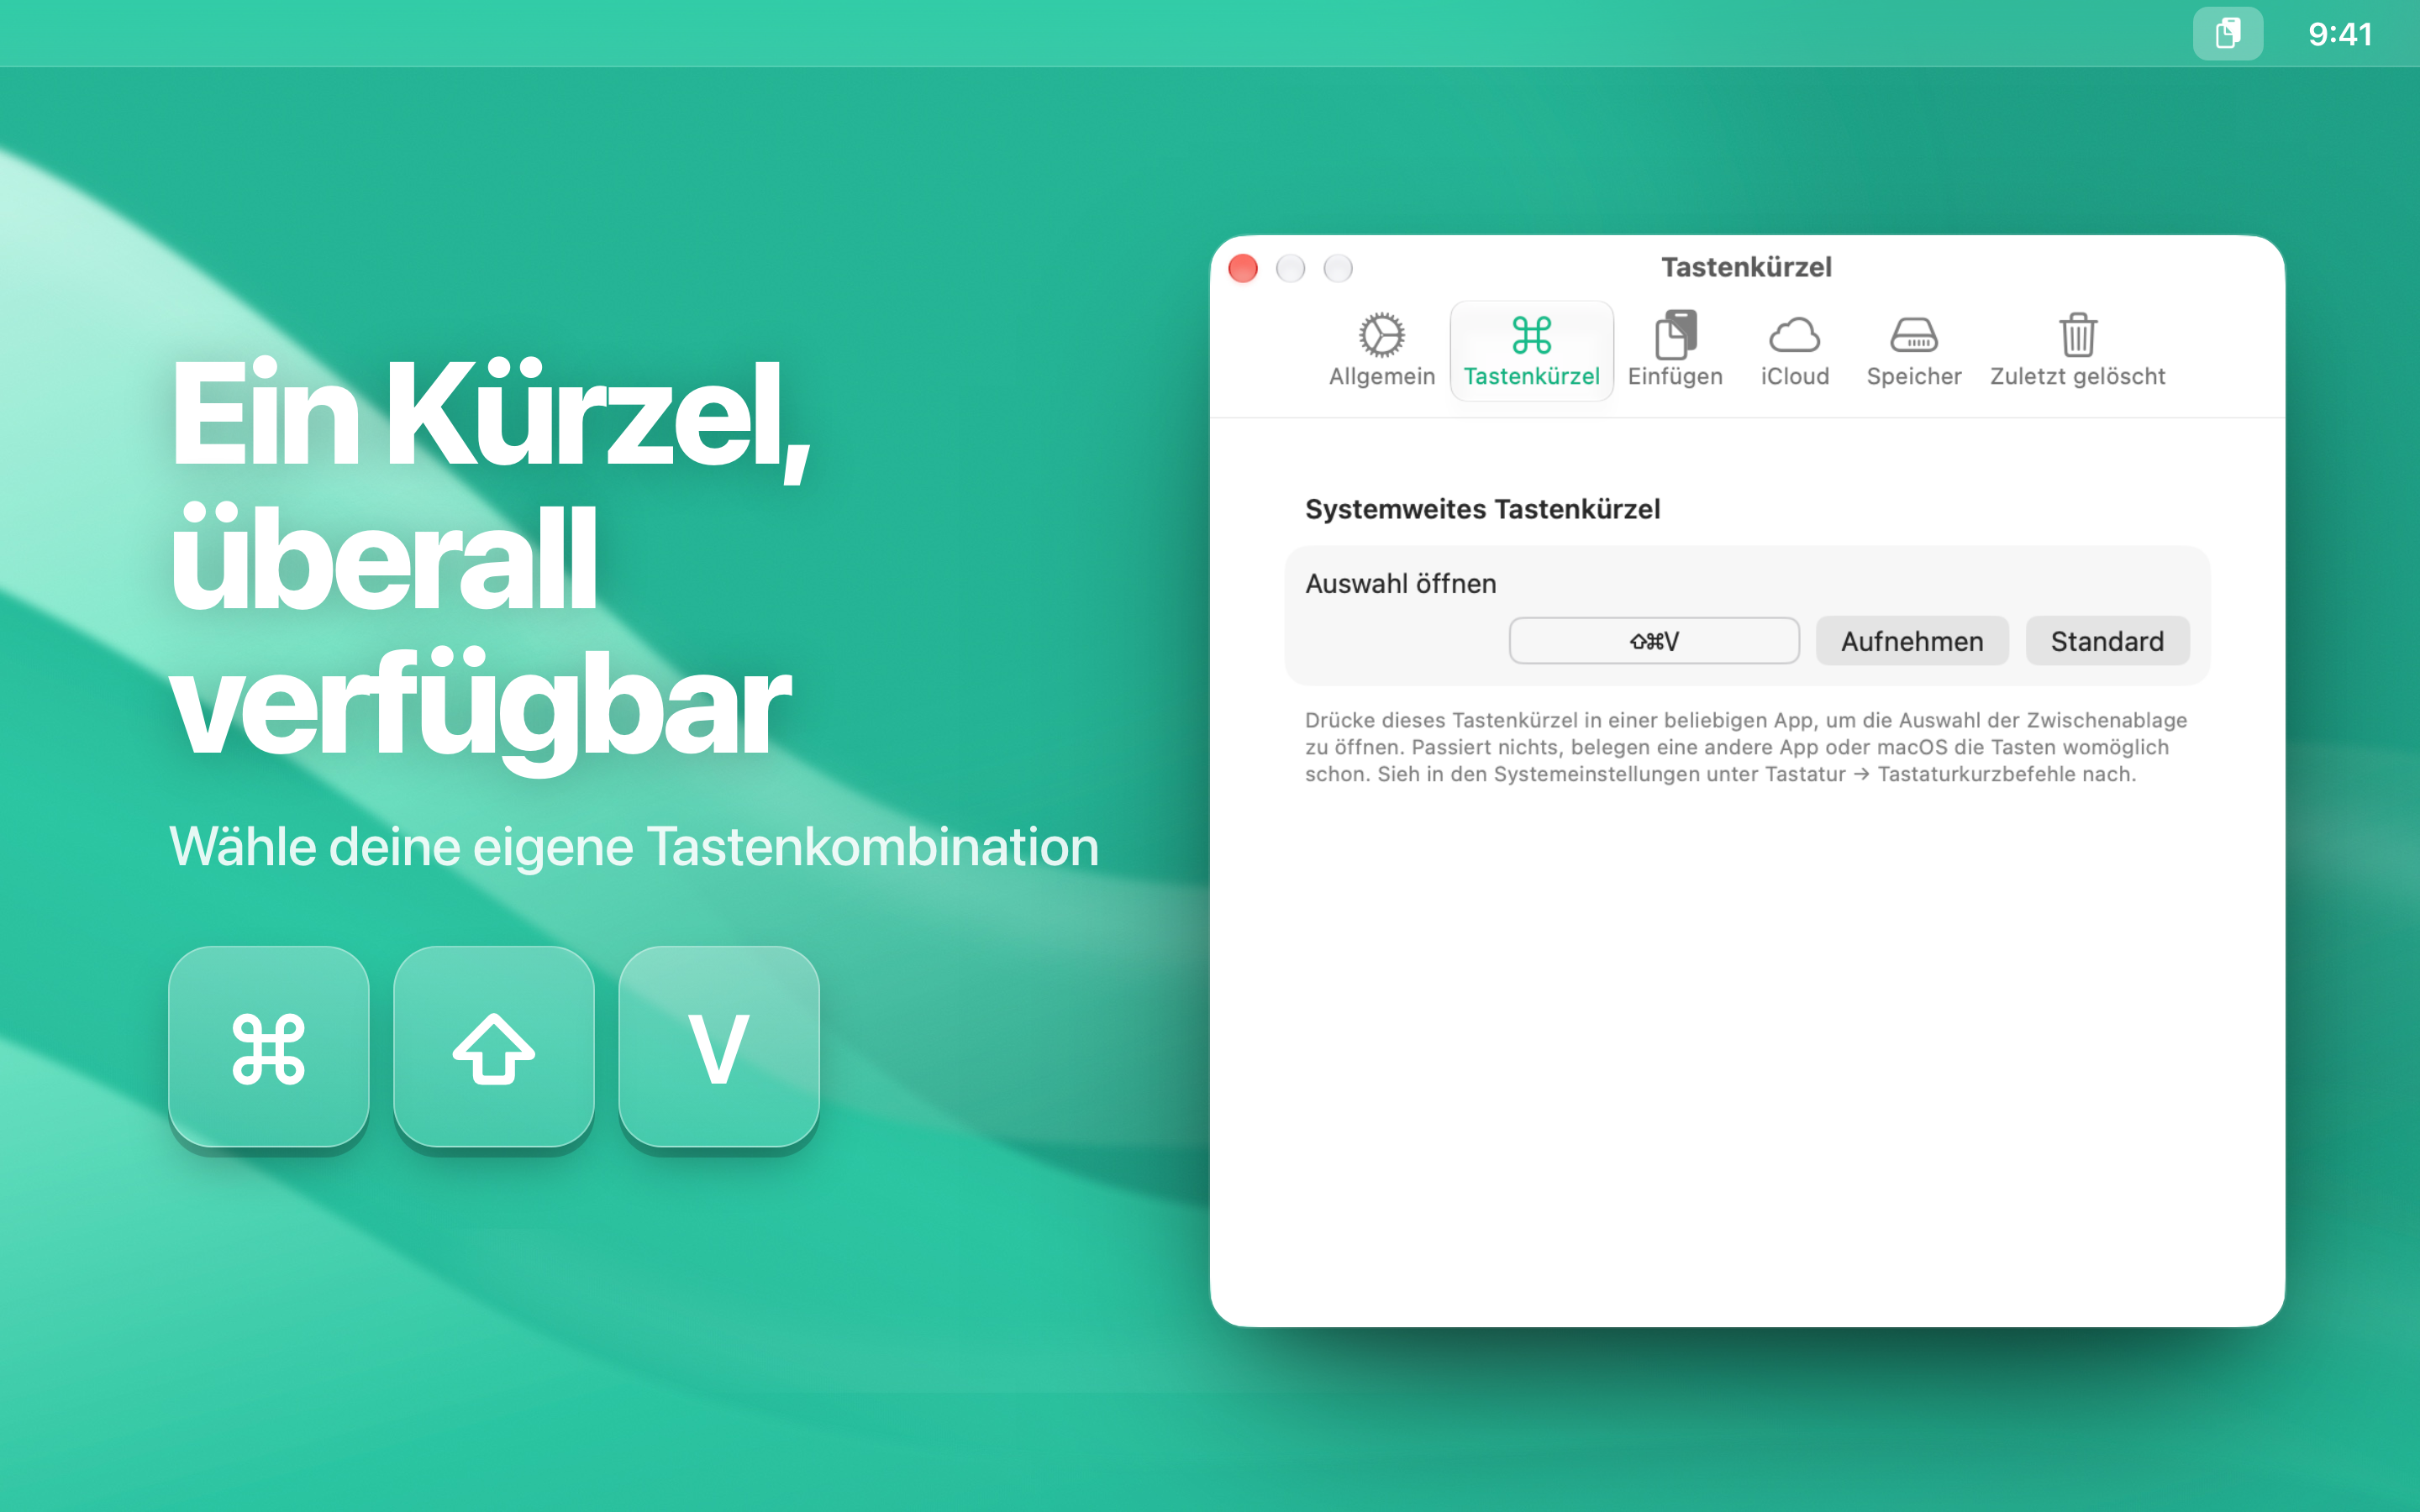 9:41
Ein Kürzel,
überall
verfügbar
Wähle deine eigene Tastenkombination
⌘ ⇧ V
Tastenkürzel
Allgemein Tastenkürzel Einfügen iCloud Speicher Zuletzt gelöscht
Systemweites Tastenkürzel
Auswahl öffnen
⇧⌘V Aufnehmen Standard
Drücke dieses Tastenkürzel in einer beliebigen App, um die Auswahl der Zwischenablage
zu öffnen. Passiert nichts, belegen eine andere App oder macOS die Tasten womöglich
schon. Sieh in den Systemeinstellungen unter Tastatur → Tastaturkurzbefehle nach.